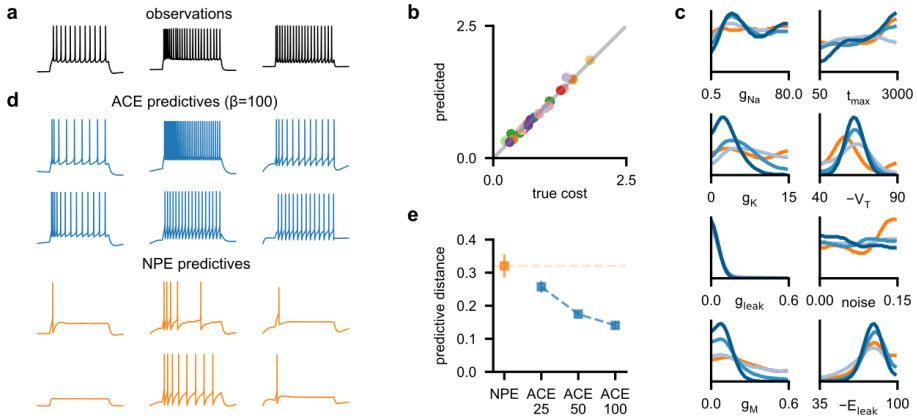 a
observations
d
ACE predictives (β=100)
NPE predictives
b
predicted
2.5
0.0
0.0
true cost
2.5
e
predictive distance
0.4
0.3
0.2
0.1
0.0
NPE ACE ACE ACE
25 50 100
c
0.5 gNa 80.0
50 tmax 3000
0 gK 15
40 −VT 90
0.0 gleak 0.6
0.00 noise 0.15
0.0 gM 0.6
35 −Eleak 100